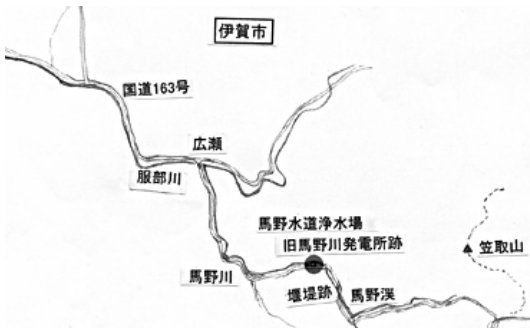 伊賀市
国道163号
広瀬
服部川
馬野水道浄水場
旧馬野川発電所跡
笠取山
馬野川
堰堤跡
馬野渓